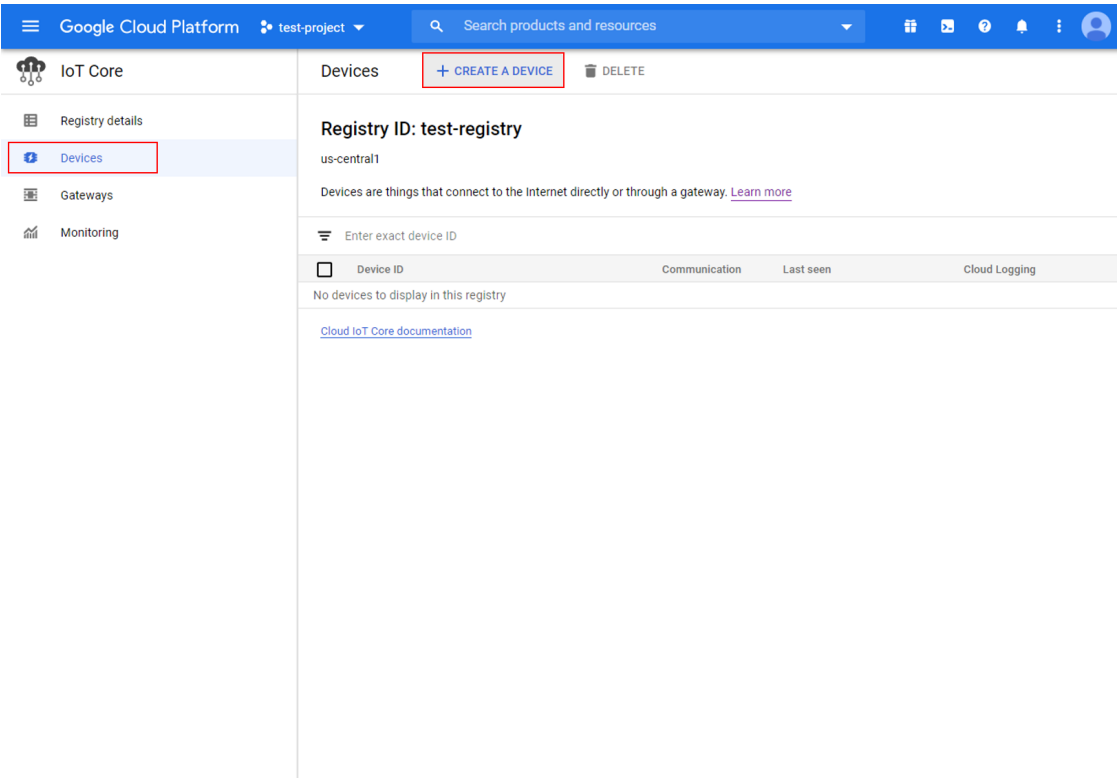 Google Cloud Platform test-project Search products and resources
IoT Core
Devices + CREATE A DEVICE DELETE
Registry details
Devices
Gateways
Monitoring
Registry ID: test-registry
us-central1
Devices are things that connect to the Internet directly or through a gateway. Learn more
Enter exact device ID
Device ID Communication Last seen Cloud Logging
No devices to display in this registry
Cloud IoT Core documentation